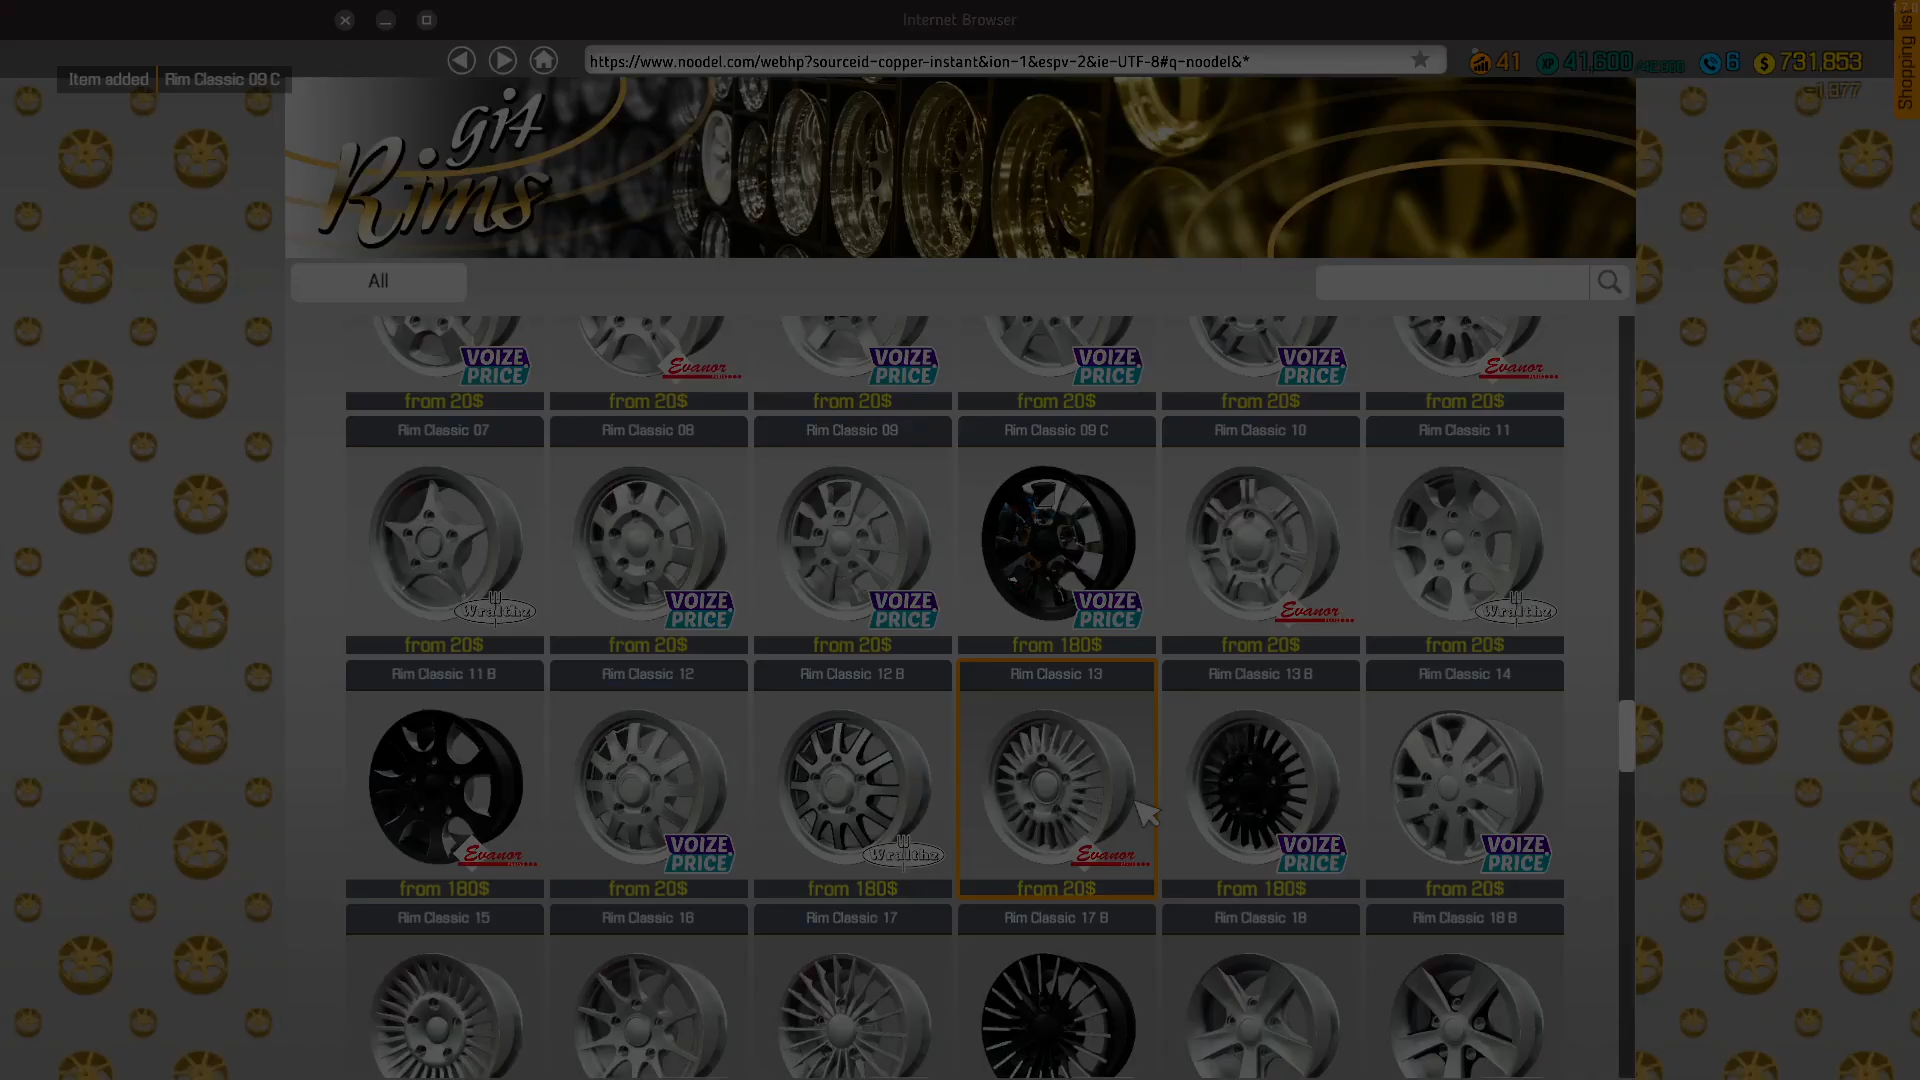 Internet Browser
170
https://www.noodel.com/webhp?sourceid-copper-instant&ion-1&espv-2&ie-UTF-8#q-noodel&*
41
XP 41,600
6
$ 731,853
-1,877
Shopping list
Item added Rim Classic 09 C
git
Rims
All
VOIZE PRICE
Evanor
VOIZE PRICE
VOIZE PRICE
VOIZE PRICE
Evanor
from 20$ from 20$ from 20$ from 20$ from 20$ from 20$
Rim Classic 07 Rim Classic 08 Rim Classic 09 Rim Classic 09 C Rim Classic 10 Rim Classic 11
Wralthz
VOIZE PRICE
VOIZE PRICE
VOIZE PRICE
Evanor
Wralthz
from 20$ from 20$ from 20$ from 180$ from 20$ from 20$
Rim Classic 11 B Rim Classic 12 Rim Classic 12 B Rim Classic 13 Rim Classic 13 B Rim Classic 14
Evanor
VOIZE PRICE
Wralthz
Evanor
VOIZE PRICE
VOIZE PRICE
from 180$ from 20$ from 180$ from 20$ from 180$ from 20$
Rim Classic 15 Rim Classic 16 Rim Classic 17 Rim Classic 17 B Rim Classic 18 Rim Classic 18 B